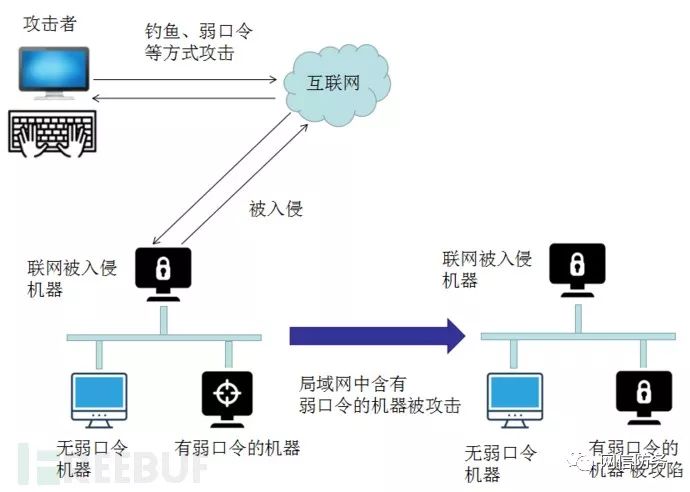 攻击者
钓鱼、弱口令
等方式攻击
互联网
被入侵
联网被入侵
机器
联网被入侵
机器
局域网中含有
弱口令的机器被攻击
无弱口令
机器
有弱口令的机器
无弱口令
机器
有弱口令的
机器 被攻陷
REEBUF
网信防务